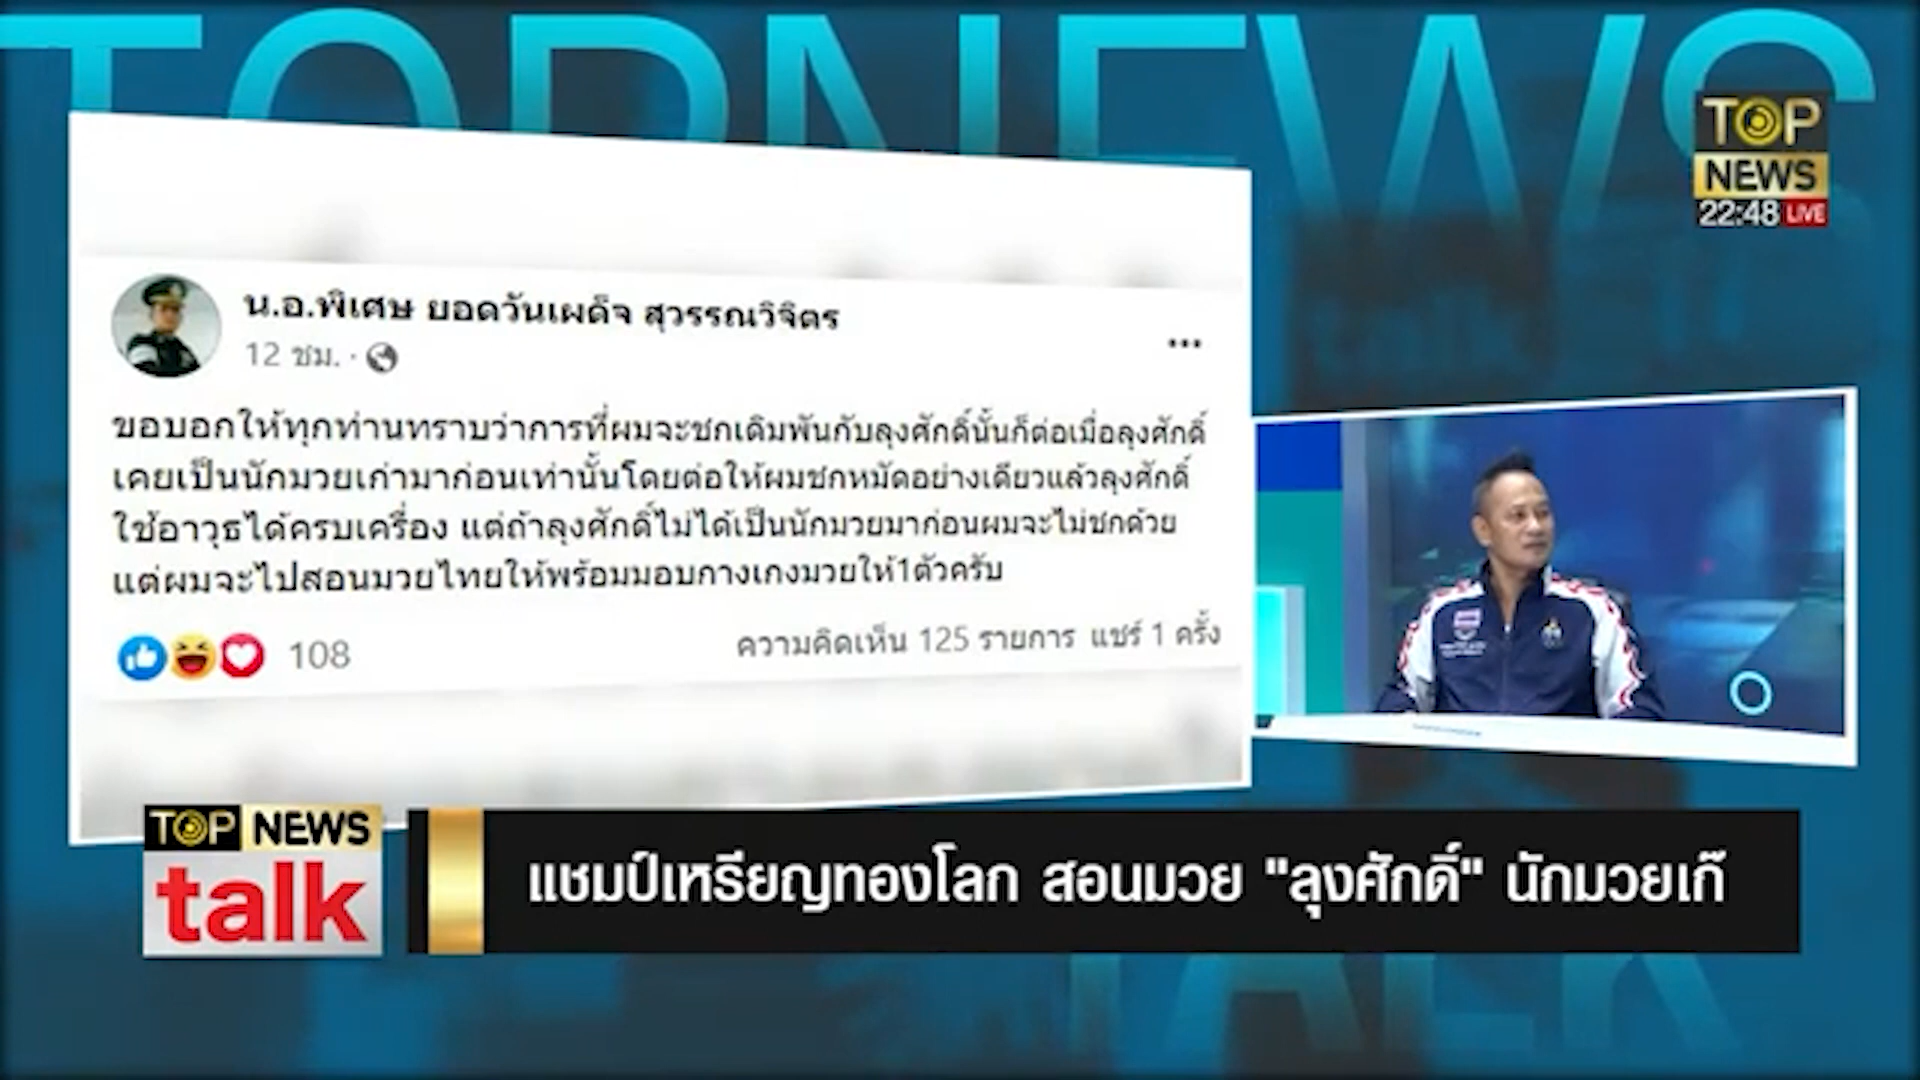 TOPNEWS
TOP
NEWS
22:48 LIVE
น.อ.พิเศษ ยอดวันเผด็จ สุวรรณวิจิตร
12 ชม. ·
ขอบอกให้ทุกท่านทราบว่าการที่ผมจะชกเดิมพันกับลุงศักดิ์นั้นก็ต่อเมื่อลุงศักดิ์
เคยเป็นนักมวยเก่ามาก่อนเท่านั้นโดยต่อให้ผมชกหมัดอย่างเดียวแล้วลุงศักดิ์
ใช้อาวุธได้ครบเครื่อง แต่ถ้าลุงศักดิ์ไม่ได้เป็นนักมวยมาก่อนผมจะไม่ชกด้วย
แต่ผมจะไปสอนมวยไทยให้พร้อมมอบกางเกงมวยให้1ตัวครับ
108
ความคิดเห็น 125 รายการ แชร์ 1 ครั้ง
TOP NEWS
talk
แชมป์เหรียญทองโลก สอนมวย "ลุงศักดิ์" นักมวยเก๊
TALK